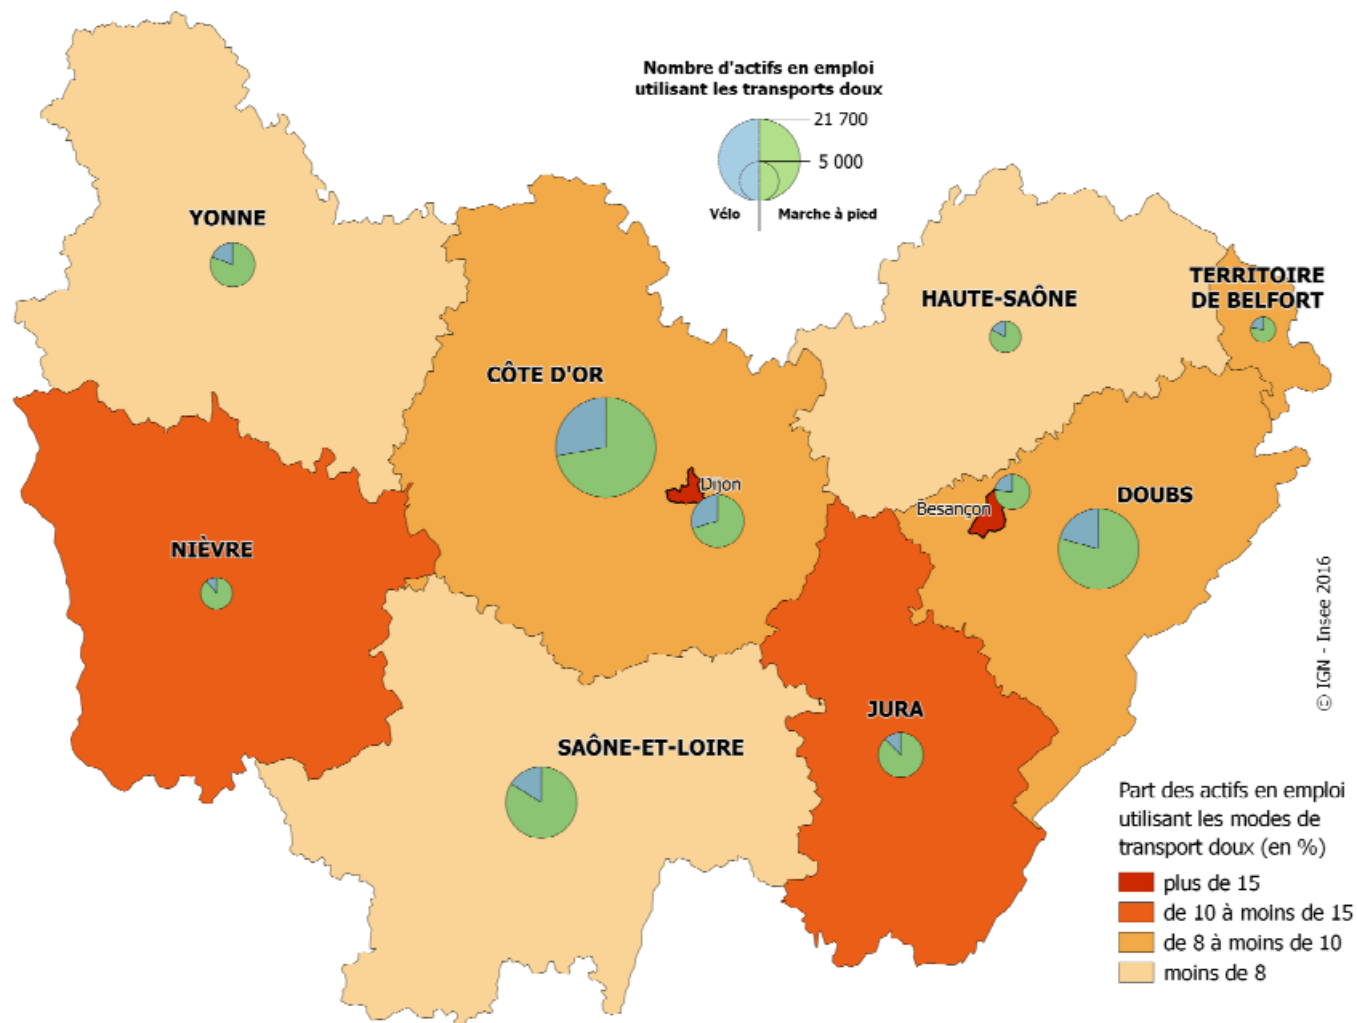 Nombre d'actifs en emploi
utilisant les transports doux
21 700
5 000
Vélo
Marche à pied
YONNE
TERRITOIRE
DE BELFORT
HAUTE-SAÔNE
CÔTE D'OR
Dijon
DOUBS
Besançon
NIÈVRE
JURA
SAÔNE-ET-LOIRE
© IGN - Insee 2016
Part des actifs en emploi
utilisant les modes de
transport doux (en %)
plus de 15
de 10 à moins de 15
de 8 à moins de 10
moins de 8